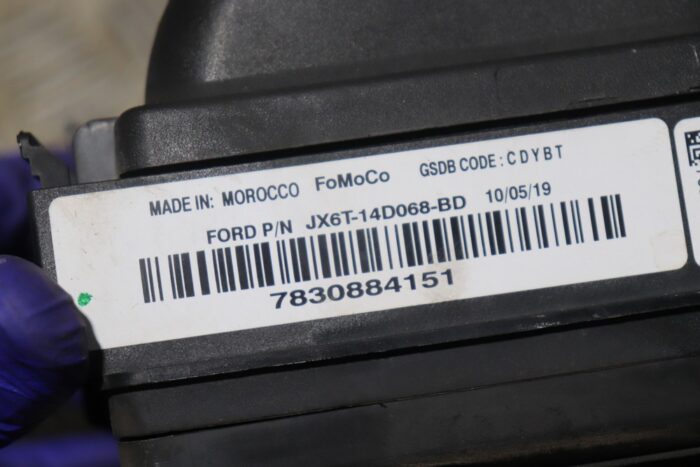 MADE IN: MOROCCO FoMoCo GSDB CODE: CDYBT
FORD P/N JX6T-14D068-BD 10/05/19
7830884151